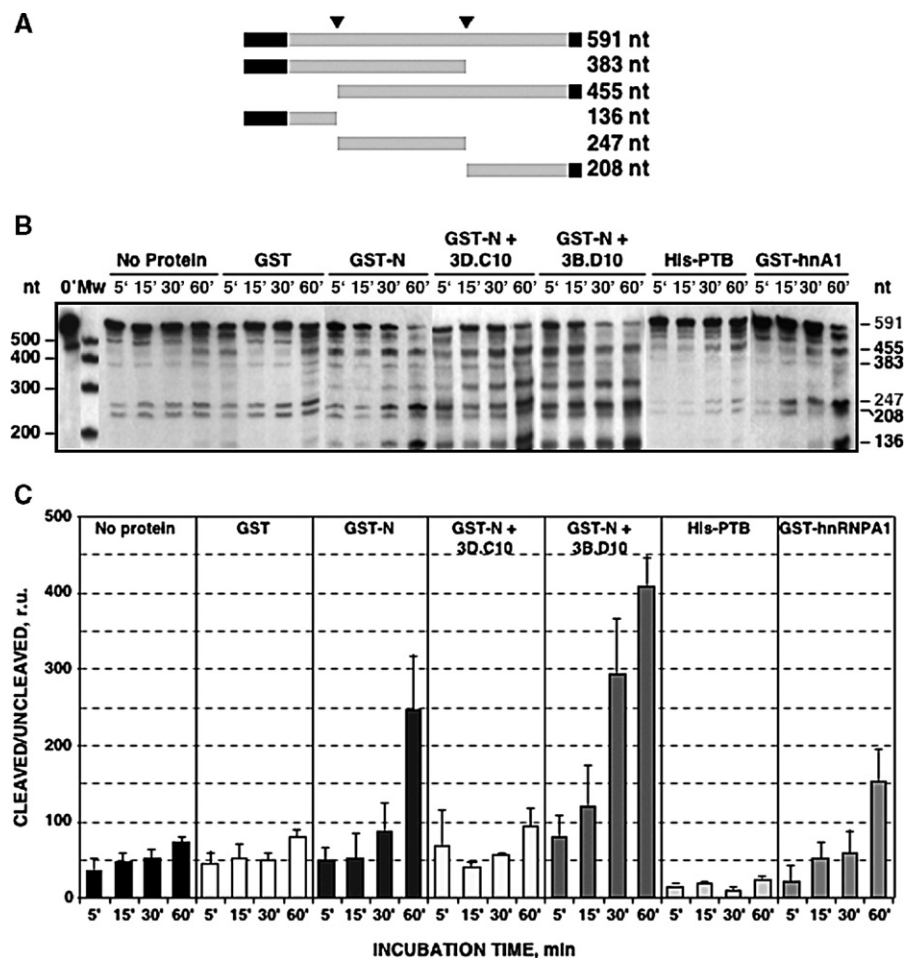 A
591 nt
383 nt
455 nt
136 nt
247 nt
208 nt
B
No Protein GST GST-N GST-N + 3D.C10 GST-N + 3B.D10 His-PTB GST-hnA1
nt 0' Mw 5' 15' 30' 60' 5' 15' 30' 60' 5' 15' 30' 60' 5' 15' 30' 60' 5' 15' 30' 60' 5' 15' 30' 60' 5' 15' 30' 60' nt
500
400
300
200
591
455
383
247
208
136
C
CLEAVED/UNCLEAVED, r.u.
500
400
300
200
100
0
No protein GST GST-N GST-N + 3D.C10 GST-N + 3B.D10 His-PTB GST-hnRNPA1
5' 15' 30' 60' 5' 15' 30' 60' 5' 15' 30' 60' 5' 15' 30' 60' 5' 15' 30' 60' 5' 15' 30' 60' 5' 15' 30' 60'
INCUBATION TIME, min